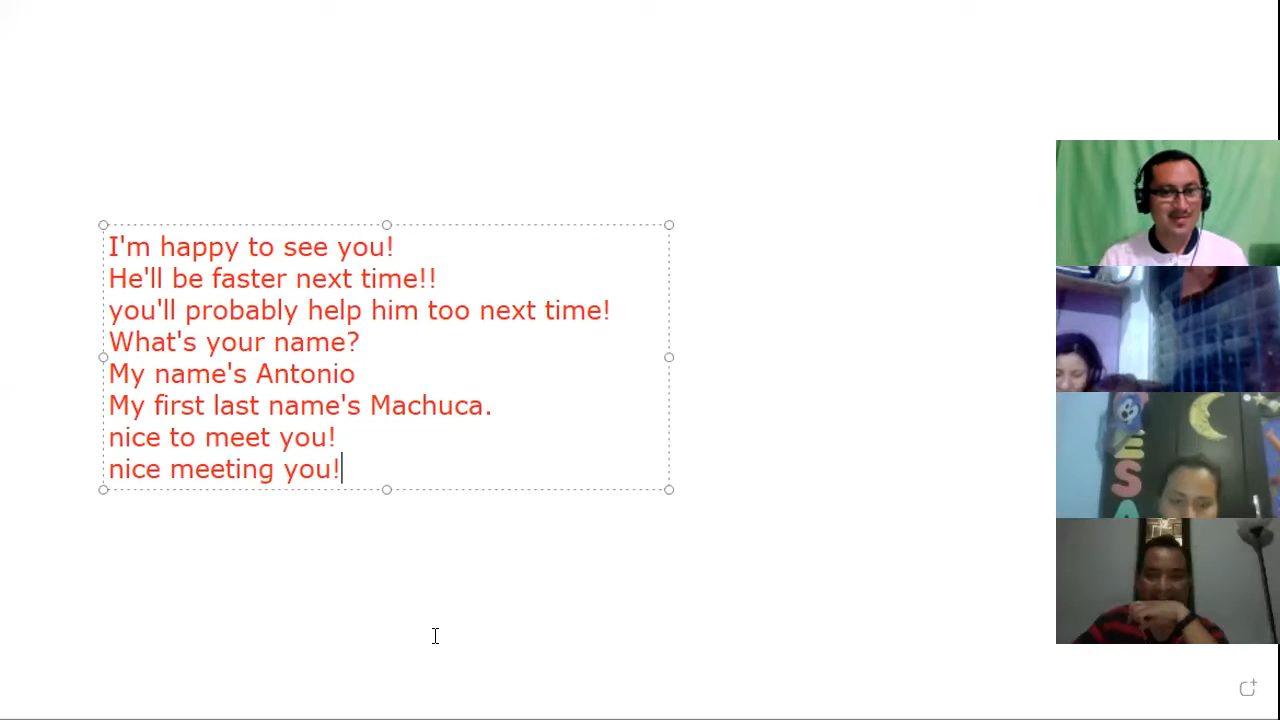 I'm happy to see you!
He'll be faster next time!!
you'll probably help him too next time!
What's your name?
My name's Antonio
My first last name's Machuca.
nice to meet you!
nice meeting you!
ESA